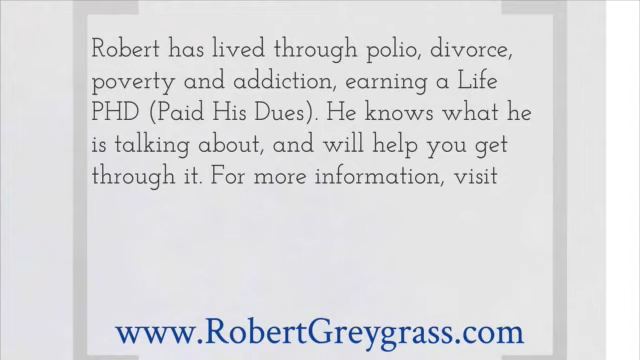 Robert has lived through polio, divorce,
poverty and addiction, earning a Life
PHD (Paid His Dues). He knows what he
is talking about, and will help you get
through it. For more information, visit
www.RobertGreygrass.com